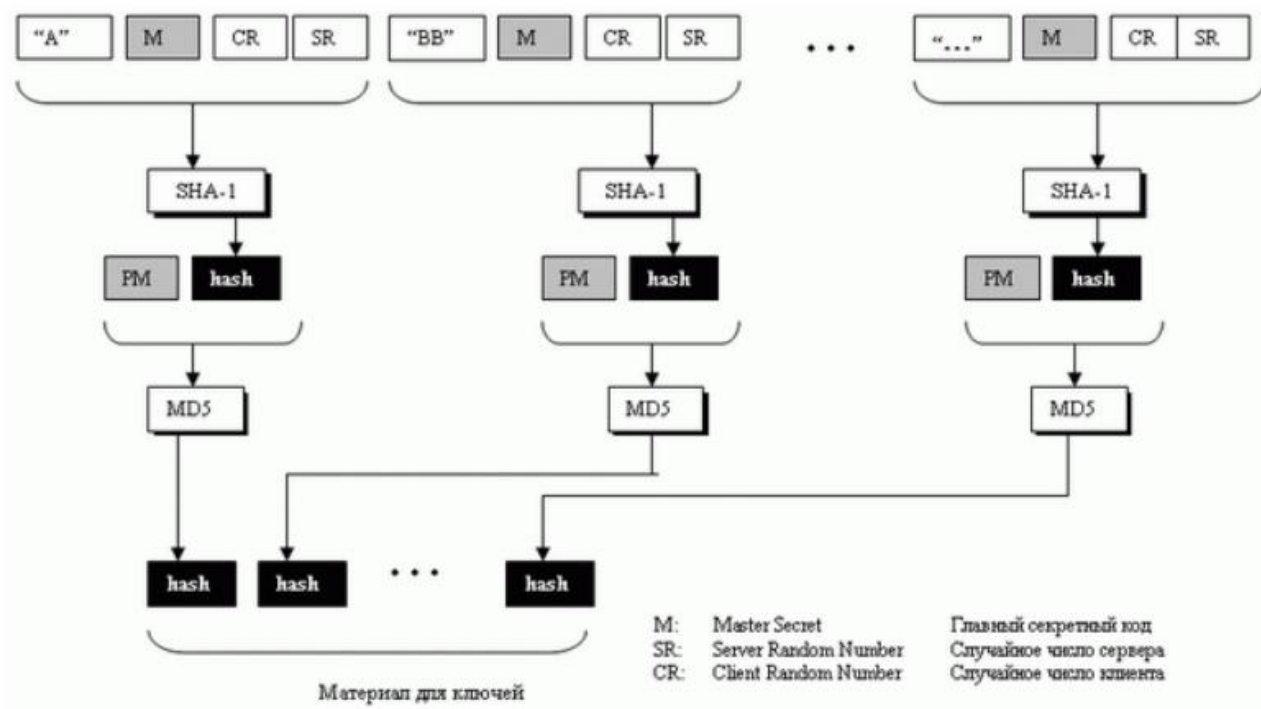 “A” M CR SR “BB” M CR SR • • • “...” M CR SR
SHA-1 SHA-1 SHA-1
PM hash PM hash PM hash
MD5 MD5 MD5
hash hash • • • hash
M: Master Secret Главный секретный код
SR: Server Random Number Случайное число сервера
CR: Client Random Number Случайное число клиента
Материал для ключей